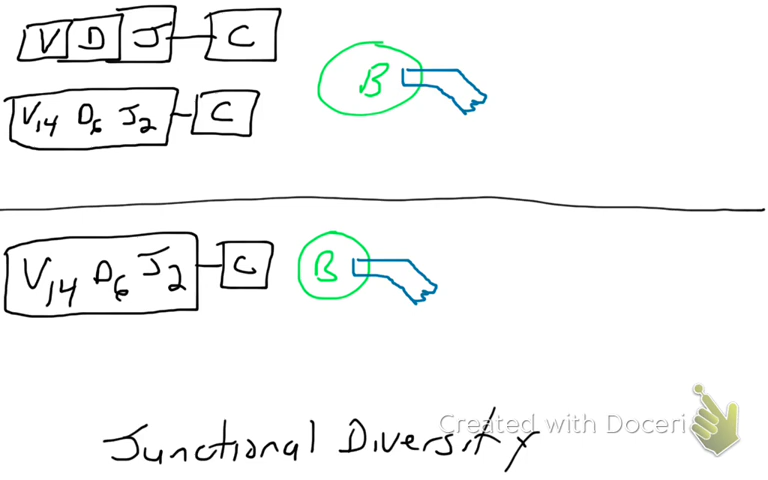 V D J C
B
V14 D6 J2 C
V14 D6 J2 C B
Created with Doceri
Junctional Diversity